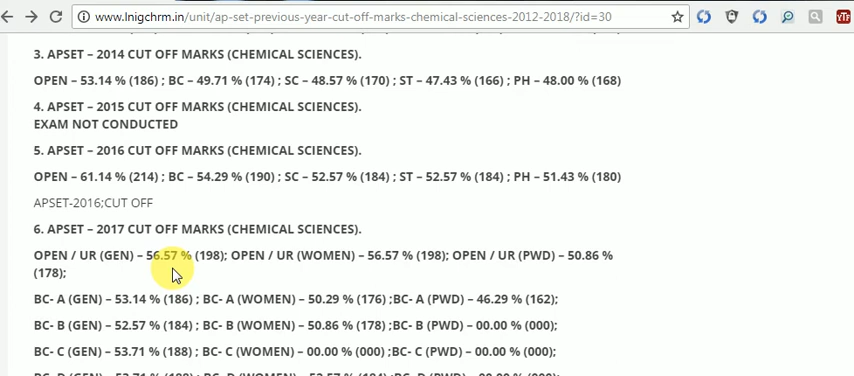 www.lnigchrm.in/unit/ap-set-previous-year-cut-off-marks-chemical-sciences-2012-2018/?id=30
3. APSET – 2014 CUT OFF MARKS (CHEMICAL SCIENCES).
OPEN – 53.14 % (186) ; BC – 49.71 % (174) ; SC – 48.57 % (170) ; ST – 47.43 % (166) ; PH – 48.00 % (168)
4. APSET – 2015 CUT OFF MARKS (CHEMICAL SCIENCES).
EXAM NOT CONDUCTED
5. APSET – 2016 CUT OFF MARKS (CHEMICAL SCIENCES).
OPEN – 61.14 % (214) ; BC – 54.29 % (190) ; SC – 52.57 % (184) ; ST – 52.57 % (184) ; PH – 51.43 % (180)
APSET-2016;CUT OFF
6. APSET – 2017 CUT OFF MARKS (CHEMICAL SCIENCES).
OPEN / UR (GEN) – 56.57 % (198); OPEN / UR (WOMEN) – 56.57 % (198); OPEN / UR (PWD) – 50.86 %
(178);
BC- A (GEN) – 53.14 % (186) ; BC- A (WOMEN) – 50.29 % (176) ;BC- A (PWD) – 46.29 % (162);
BC- B (GEN) – 52.57 % (184) ; BC- B (WOMEN) – 50.86 % (178) ;BC- B (PWD) – 00.00 % (000);
BC- C (GEN) – 53.71 % (188) ; BC- C (WOMEN) – 00.00 % (000) ;BC- C (PWD) – 00.00 % (000);